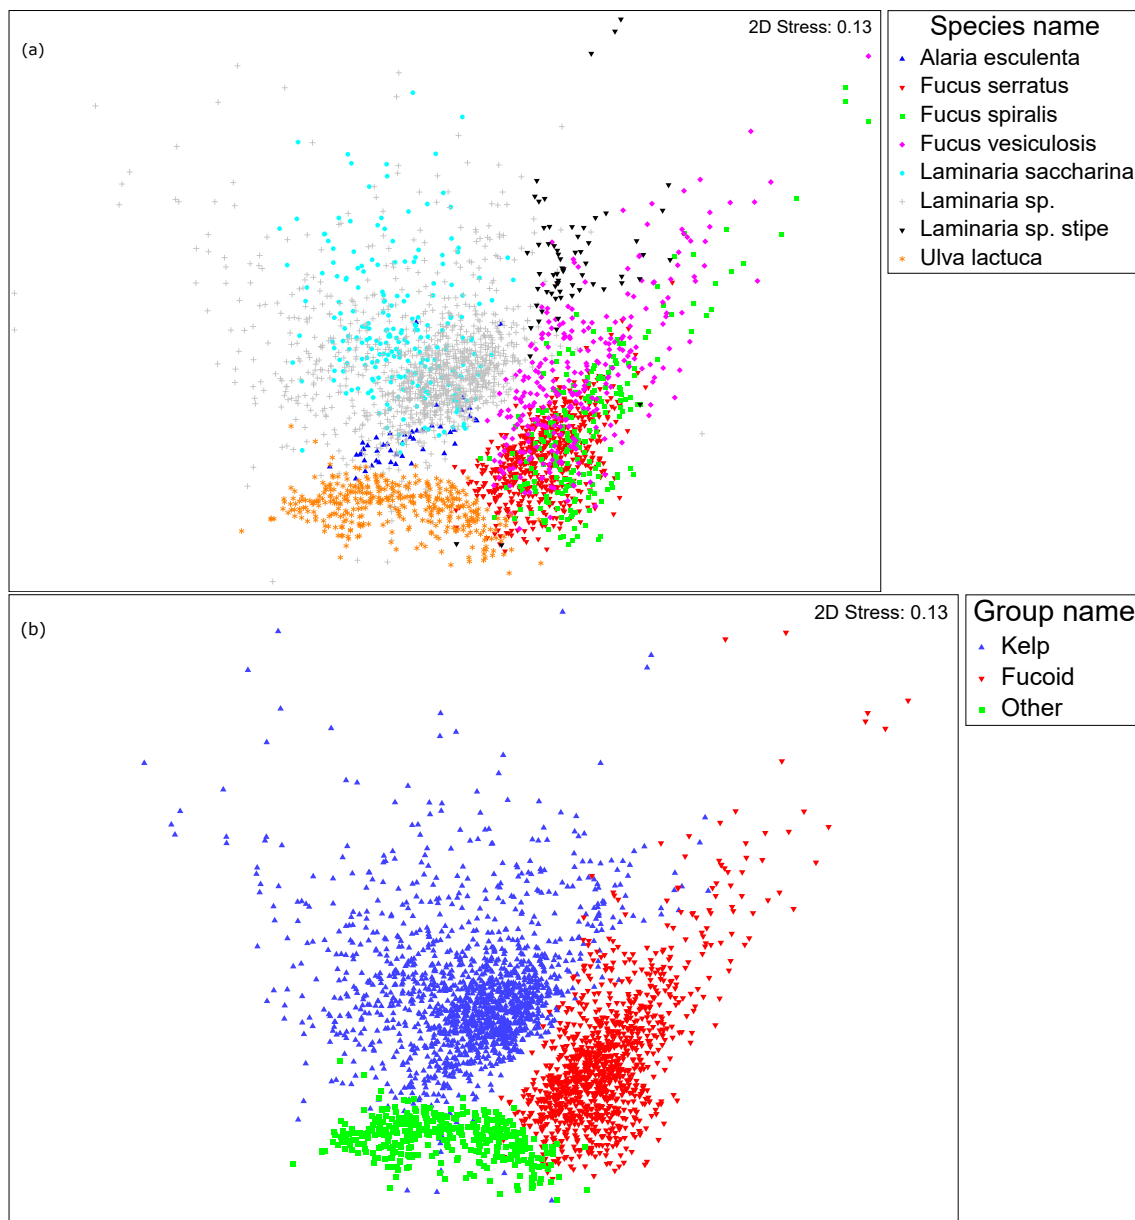 (a)
2D Stress: 0.13
Species name
Alaria esculenta
Fucus serratus
Fucus spiralis
Fucus vesiculosis
Laminaria saccharina
Laminaria sp.
Laminaria sp. stipe
Ulva lactuca
(b)
2D Stress: 0.13
Group name
Kelp
Fucoid
Other